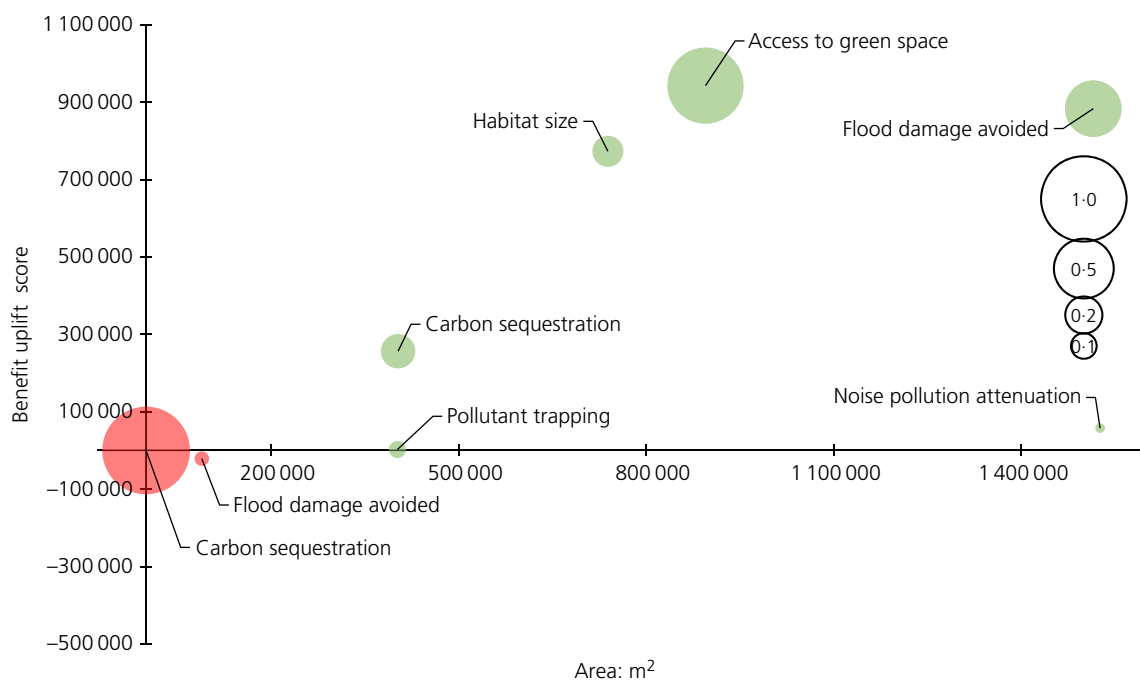 1 100 000
900 000
700 000
500 000
300 000
100 000
–100 000
–300 000
–500 000
Benefit uplift score
Access to green space
Habitat size
Flood damage avoided
1·0
0·5
0·2
0·1
Carbon sequestration
Noise pollution attenuation
Pollutant trapping
200 000
500 000
800 000
1 100 000
1 400 000
Flood damage avoided
Carbon sequestration
Area: m²